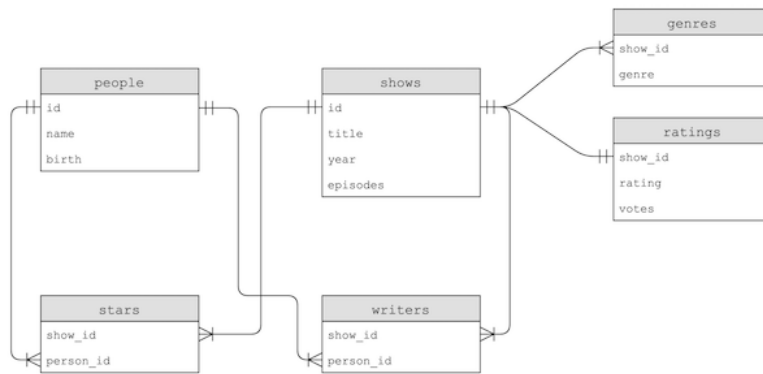 people
id
name
birth
shows
id
title
year
episodes
genres
show_id
genre
ratings
show_id
rating
votes
stars
show_id
person_id
writers
show_id
person_id